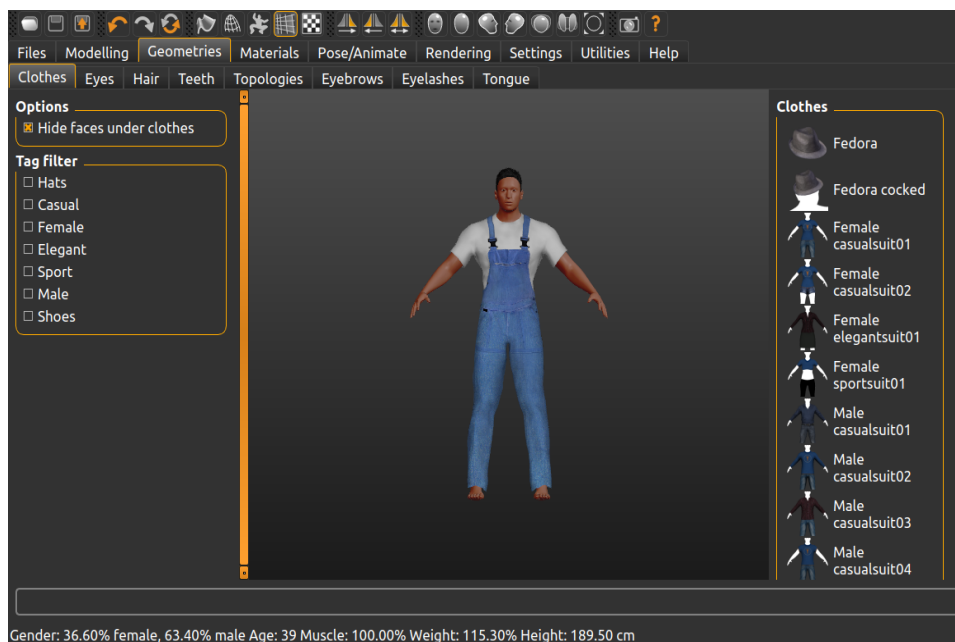 Files Modelling Geometries Materials Pose/Animate Rendering Settings Utilities Help
Clothes Eyes Hair Teeth Topologies Eyebrows Eyelashes Tongue
Options
Hide faces under clothes
Tag filter
Hats
Casual
Female
Elegant
Sport
Male
Shoes
Clothes
Fedora
Fedora cocked
Female
casualsuit01
Female
casualsuit02
Female
elegantsuit01
Female
sportsuit01
Male
casualsuit01
Male
casualsuit02
Male
casualsuit03
Male
casualsuit04
Gender: 36.60% female, 63.40% male Age: 39 Muscle: 100.00% Weight: 115.30% Height: 189.50 cm